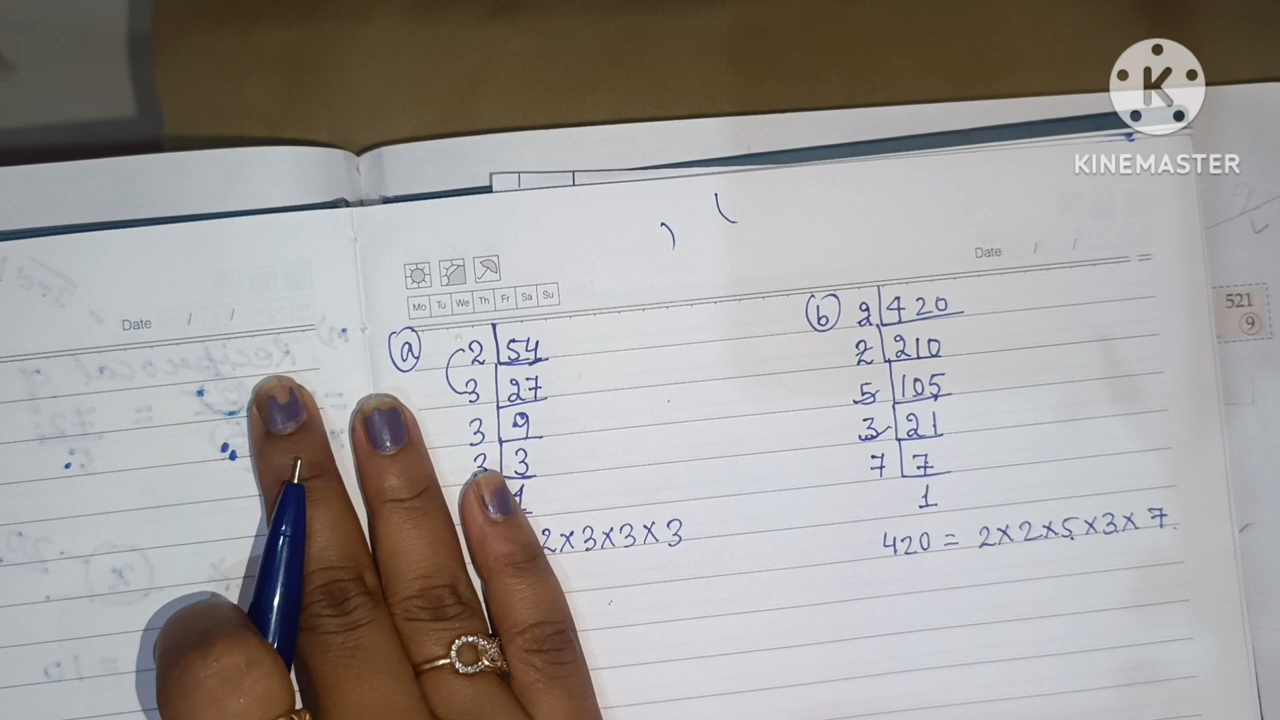 K
KINEMASTER
Date / /
Date / /
Mo Tu We Th Fr Sa Su
521
9
a
2 54
3 27
3 9
3 3
1
2×3×3×3
b
2 420
2 210
5 105
3 21
7 7
1
420 = 2×2×5×3×7